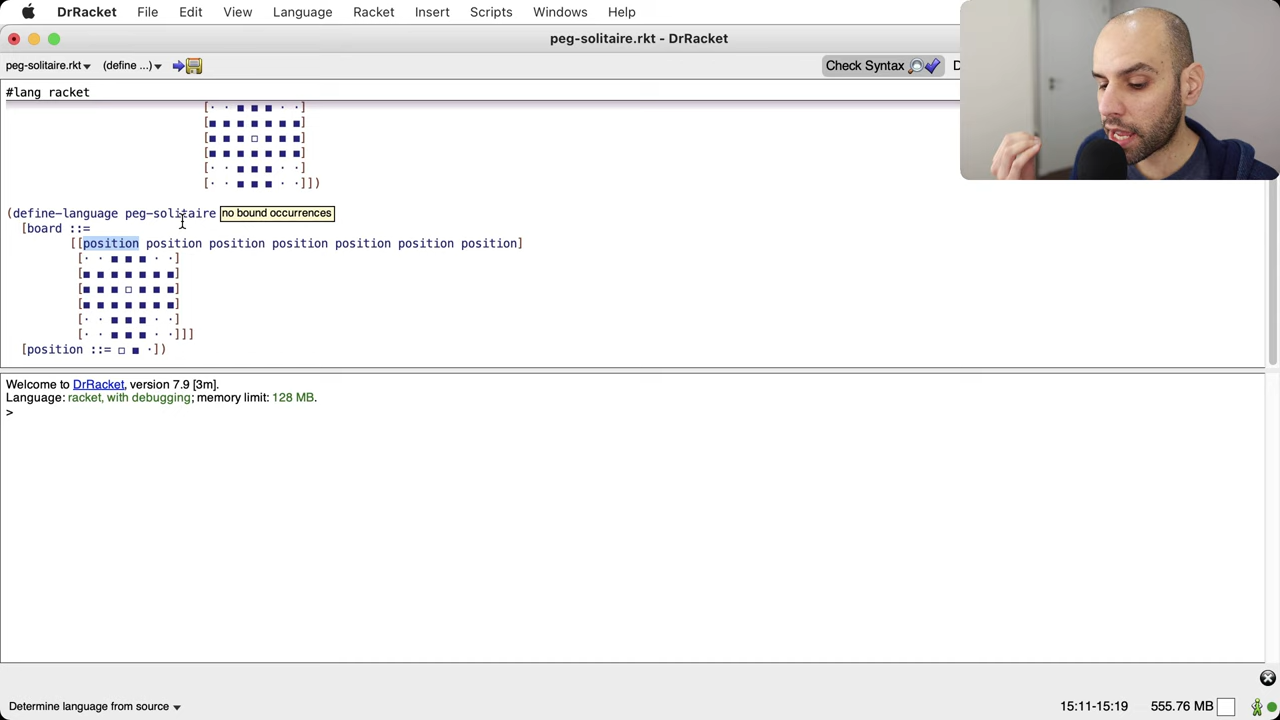 DrRacket File Edit View Language Racket Insert Scripts Windows Help
peg-solitaire.rkt - DrRacket
peg-solitaire.rkt▾ (define ...)▾ Check Syntax D
#lang racket
[· · ■ ■ ■ · ·]
[■ ■ ■ ■ ■ ■ ■]
[■ ■ ■ □ ■ ■ ■]
[■ ■ ■ ■ ■ ■ ■]
[· · ■ ■ ■ · ·]
[· · ■ ■ ■ · ·]])
(define-language peg-solitaire no bound occurrences
[board ::=
[[position position position position position position position]
[· · ■ ■ ■ · ·]
[■ ■ ■ ■ ■ ■ ■]
[■ ■ ■ □ ■ ■ ■]
[■ ■ ■ ■ ■ ■ ■]
[· · ■ ■ ■ · ·]
[· · ■ ■ ■ · ·]]]
[position ::= □ ■ ·])
Welcome to DrRacket, version 7.9 [3m].
Language: racket, with debugging; memory limit: 128 MB.
>
Determine language from source ▾ 15:11-15:19 555.76 MB